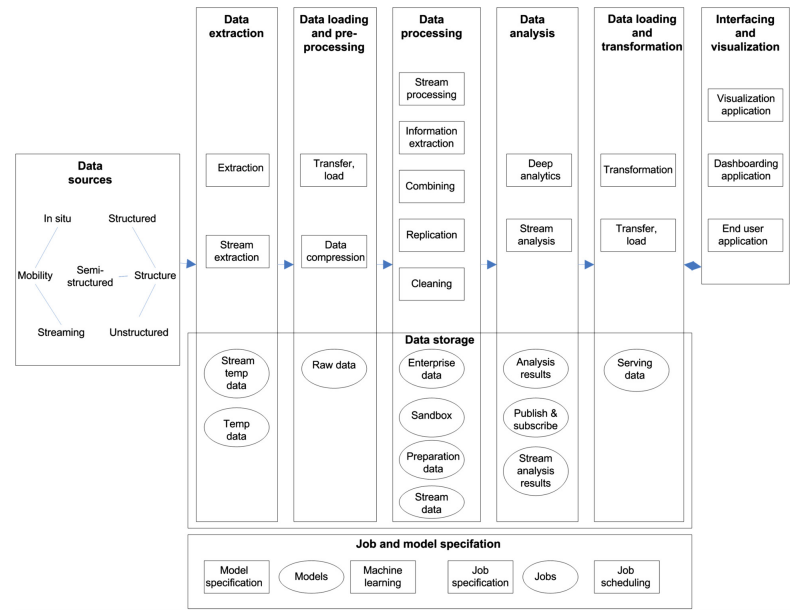 Data
extraction
Data loading
and pre-
processing)
Data
processing)
Data
analysis)
Data loading
and
transformation
Interfacing
and
visualization)
Stream
processing
Visualization
application
Information
extraction
Data
sources
Extraction
Transfer,
load
Combining
Deep
analytics
Transformation
Dashboarding
application
In situ
Structured
Stream
extraction
Data
compression
Replication
Stream
analysis
Transfer,
load
End user
application
Mobility
Semi-
structured
Structure
Cleaning
Streaming
Unstructured
Data storage
Stream
temp
data
Raw data
Enterprise
data
Analysis
results
Serving
data
Temp
data
Sandbox
Publish &
subscribe
Preparation
data
Stream
analysis
results
Stream
data
Job and model specifation
Model
specification
Models
Machine
learning
Job
specification
Jobs
Job
scheduling